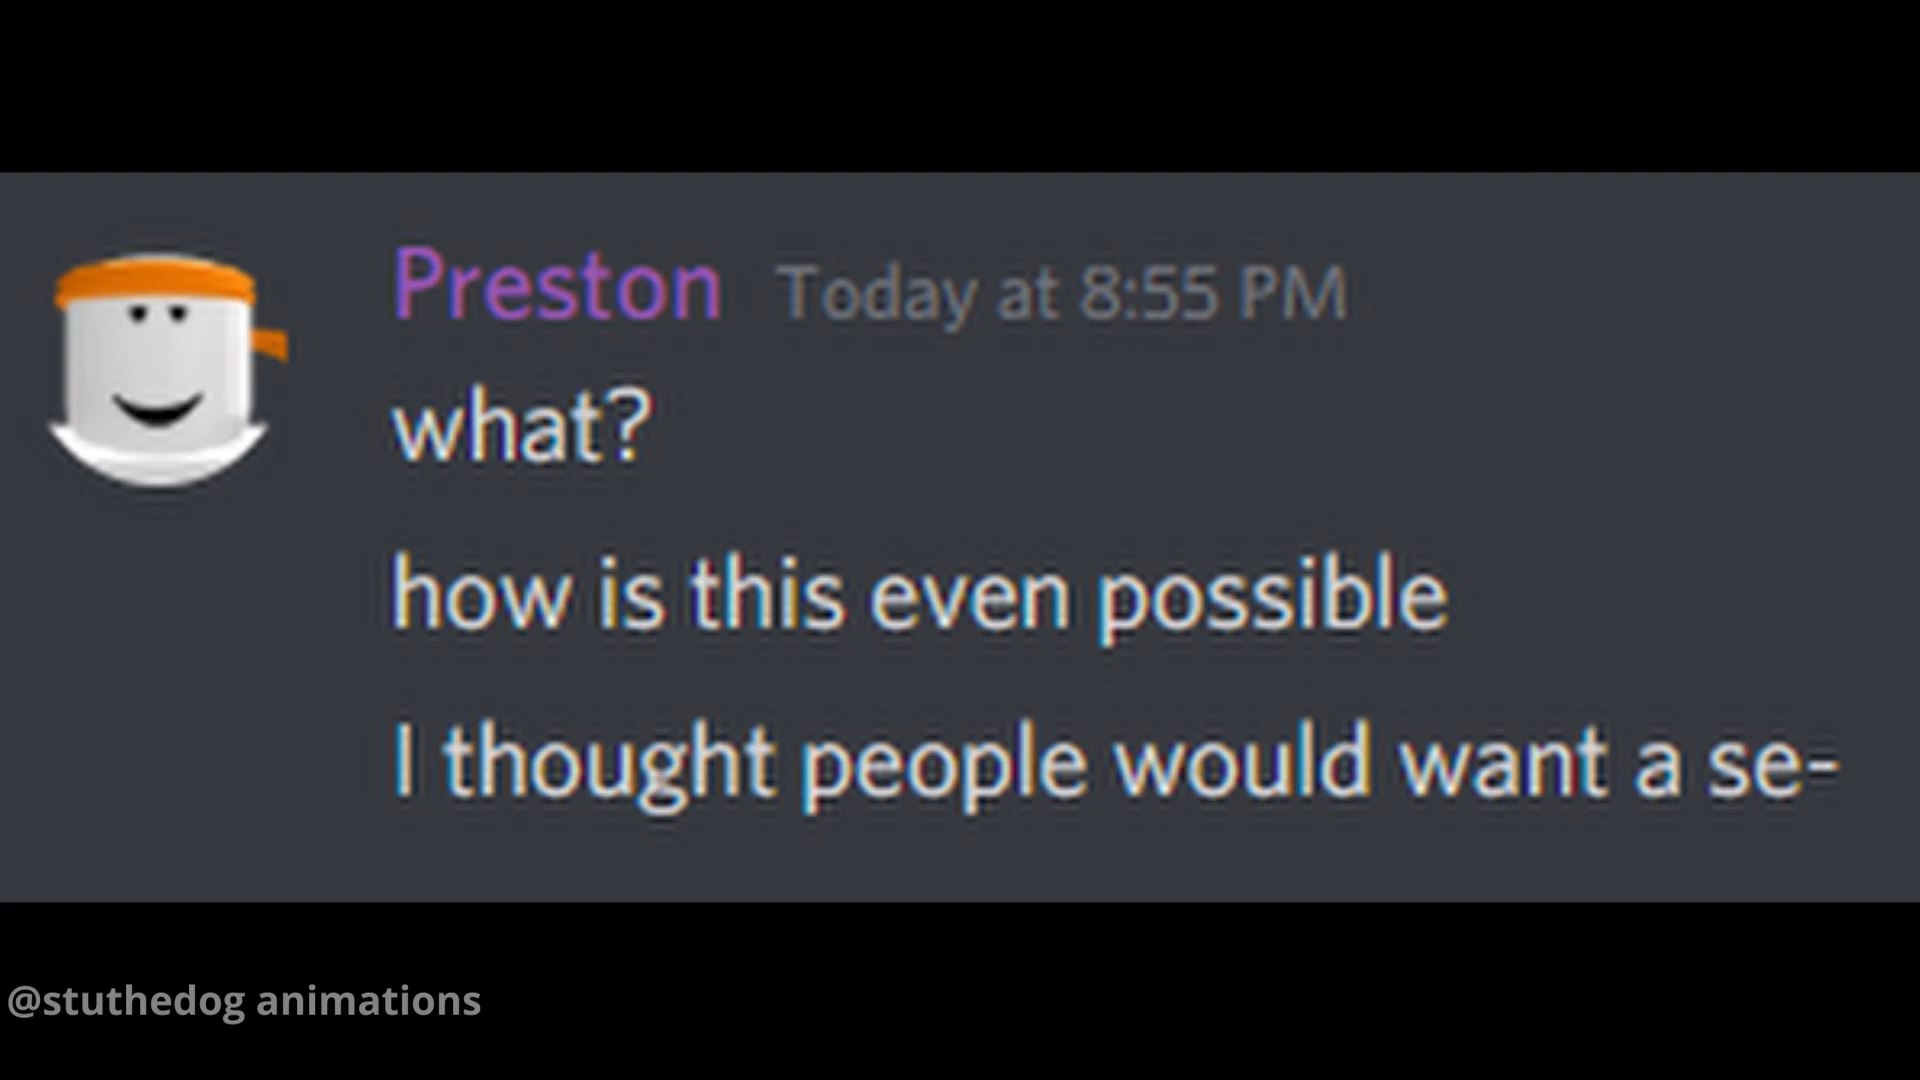 Preston Today at 8:55 PM
what?
how is this even possible
I thought people would want a se-
@stuthedog animations